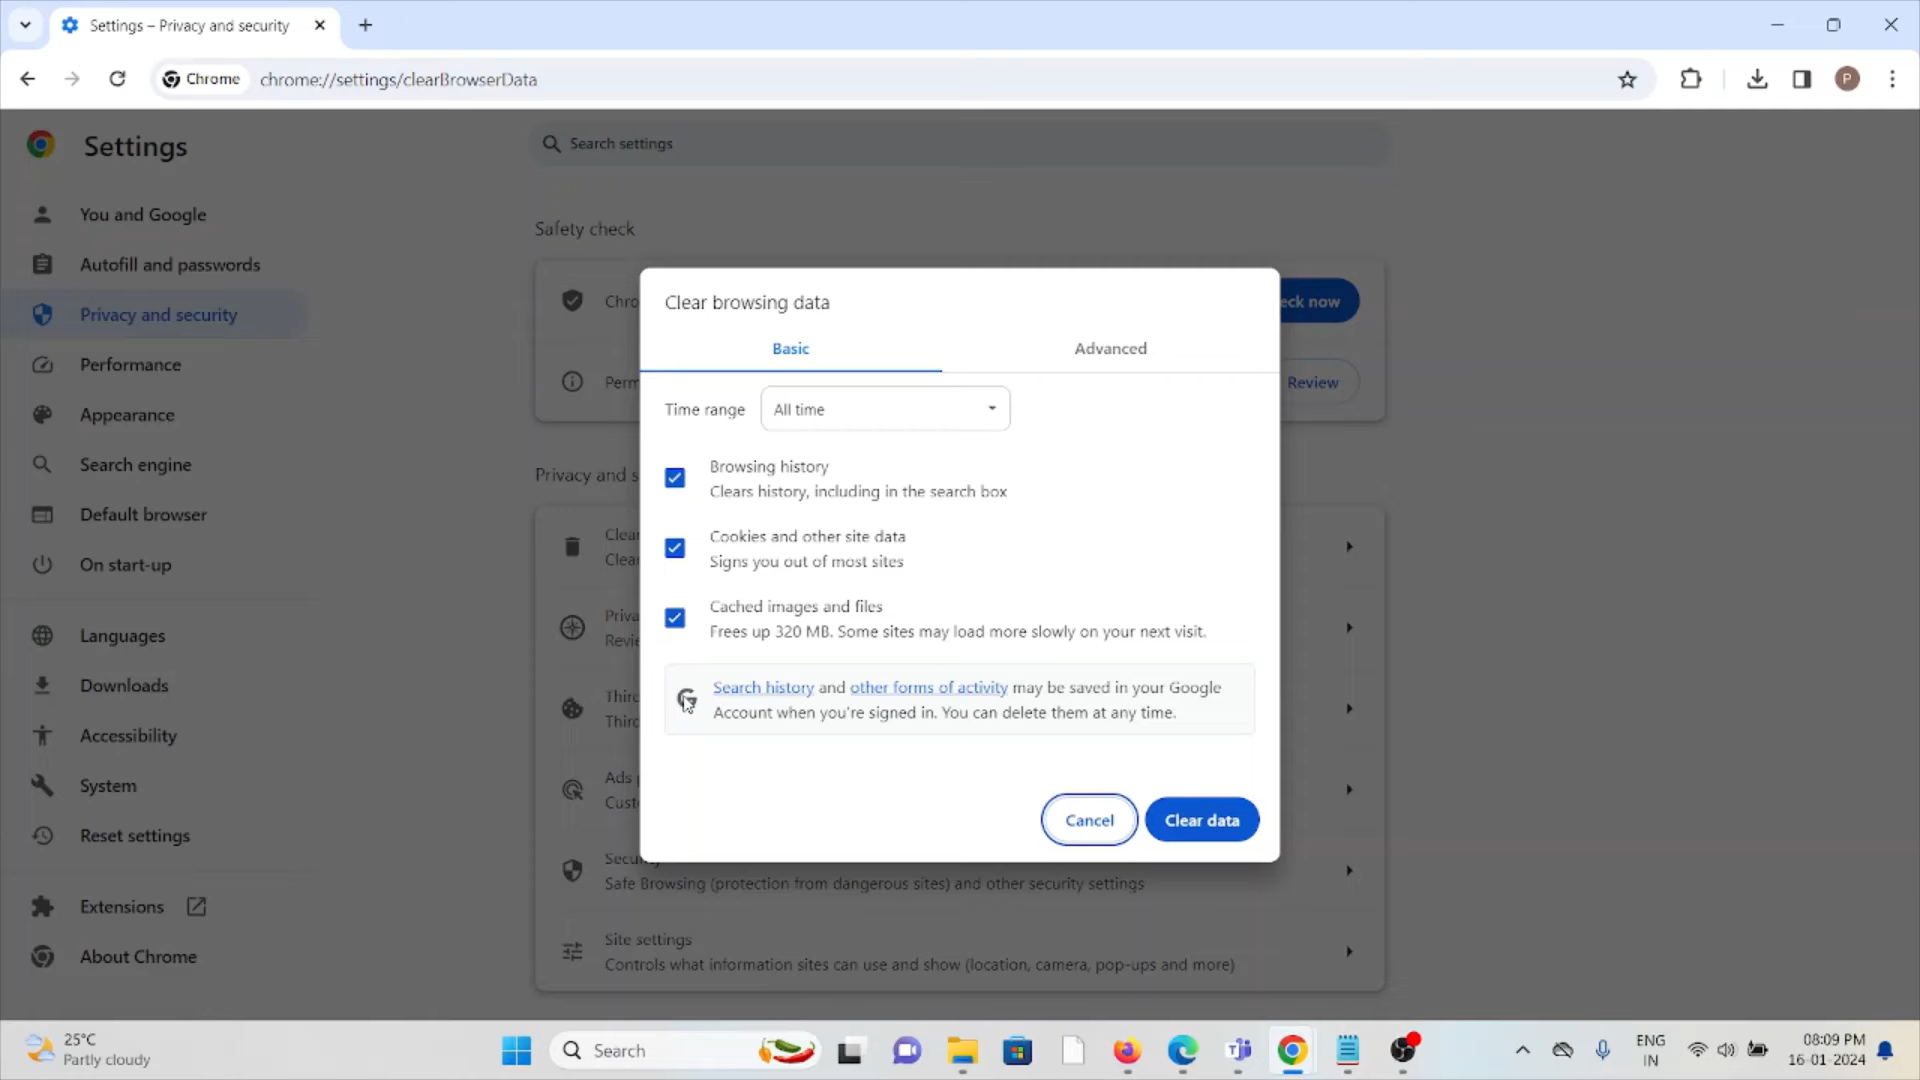 Settings – Privacy and security
Chrome
chrome://settings/clearBrowserData
P
Settings
Search settings
You and Google
Autofill and passwords
Privacy and security
Performance
Appearance
Search engine
Default browser
On start-up
Languages
Downloads
Accessibility
System
Reset settings
Extensions
About Chrome
Safety check
Chro
eck now
Perm
Review
Privacy and s
Clear
Clear
Priva
Revie
Third
Third
Ads p
Custo
Security
Safe Browsing (protection from dangerous sites) and other security settings
Site settings
Controls what information sites can use and show (location, camera, pop-ups and more)
Clear browsing data
Basic
Advanced
Time range
All time
Browsing history
Clears history, including in the search box
Cookies and other site data
Signs you out of most sites
Cached images and files
Frees up 320 MB. Some sites may load more slowly on your next visit.
Search history and other forms of activity may be saved in your Google
Account when you're signed in. You can delete them at any time.
Cancel
Clear data
25°C
Partly cloudy
Search
ENG
IN
08:09 PM
16-01-2024